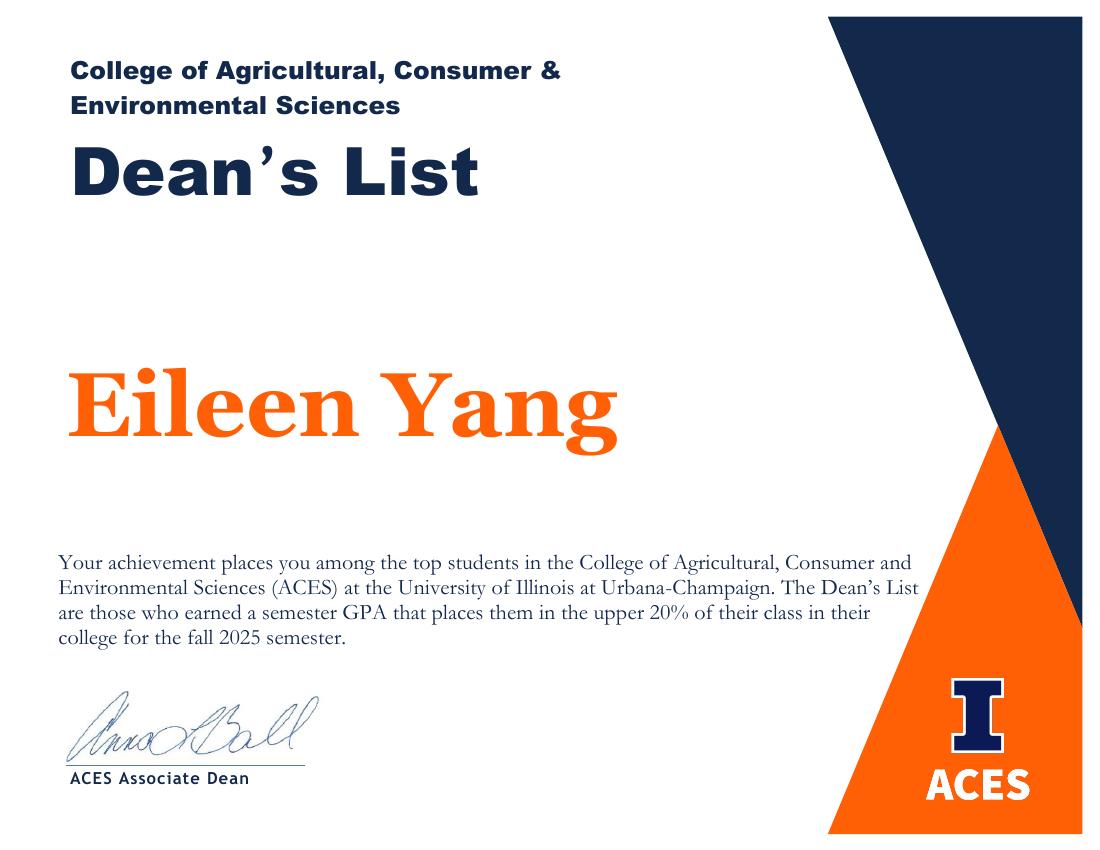 College of Agricultural, Consumer &
Environmental Sciences
Dean’s List
Eileen Yang
Your achievement places you among the top students in the College of Agricultural, Consumer and
Environmental Sciences (ACES) at the University of Illinois at Urbana-Champaign. The Dean’s List
are those who earned a semester GPA that places them in the upper 20% of their class in their
college for the fall 2025 semester.
Anna L Ball
ACES Associate Dean
I
ACES